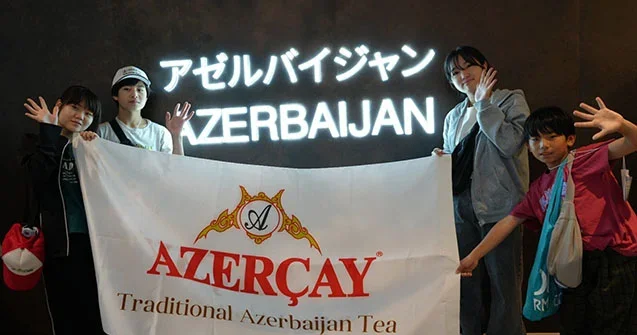 アゼルバイジャン
AZERBAIJAN
A
AZERÇAY®
Traditional Azerbaijan Tea